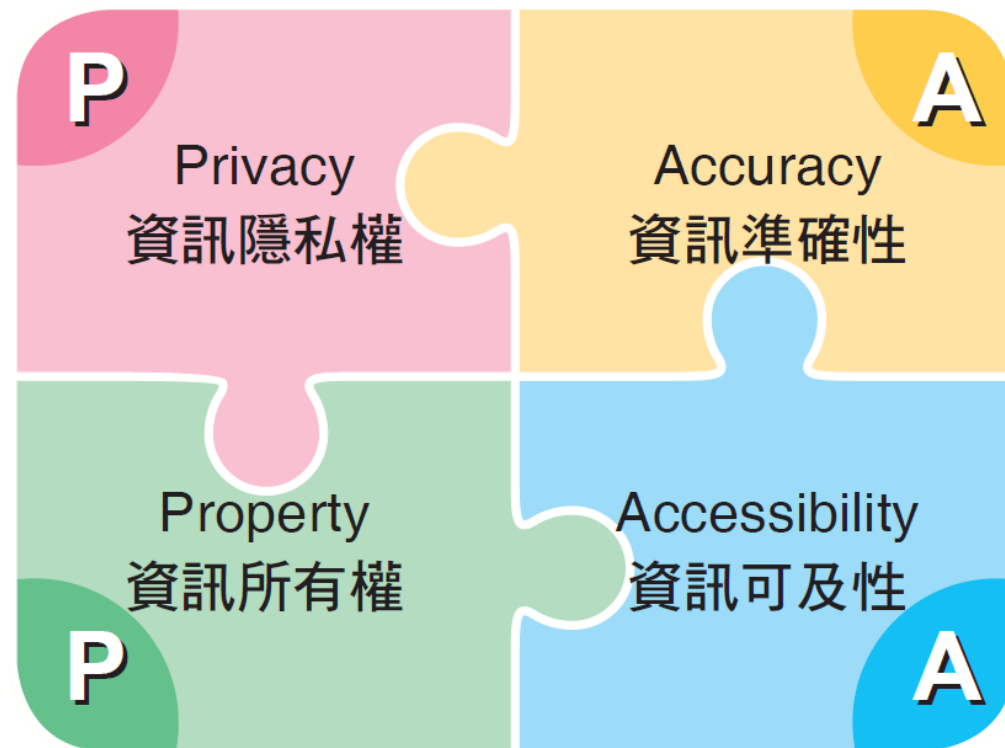 P
Privacy
資訊隱私權
A
Accuracy
資訊準確性
Property
資訊所有權
P
Accessibility
資訊可及性
A